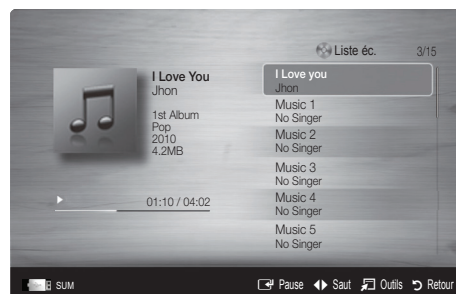 Liste éc. 3/15
I Love You
Jhon
1st Album
Pop
2010
4.2MB
01:10 / 04:02
I Love you
Jhon
Music 1
No Singer
Music 2
No Singer
Music 3
No Singer
Music 4
No Singer
Music 5
No Singer
SUM Pause Saut Outils Retour